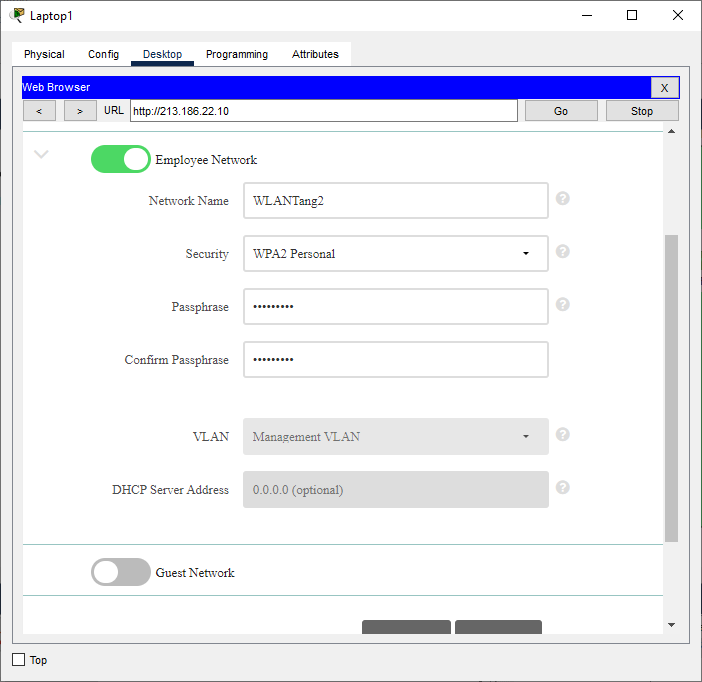 Laptop1
Physical Config Desktop Programming Attributes
Web Browser X
< > URL http://213.186.22.10 Go Stop
Employee Network
Network Name WLANTang2 ?
Security WPA2 Personal ?
Passphrase ••••••••• ?
Confirm Passphrase •••••••••
VLAN Management VLAN ?
DHCP Server Address 0.0.0.0 (optional) ?
Guest Network
Top